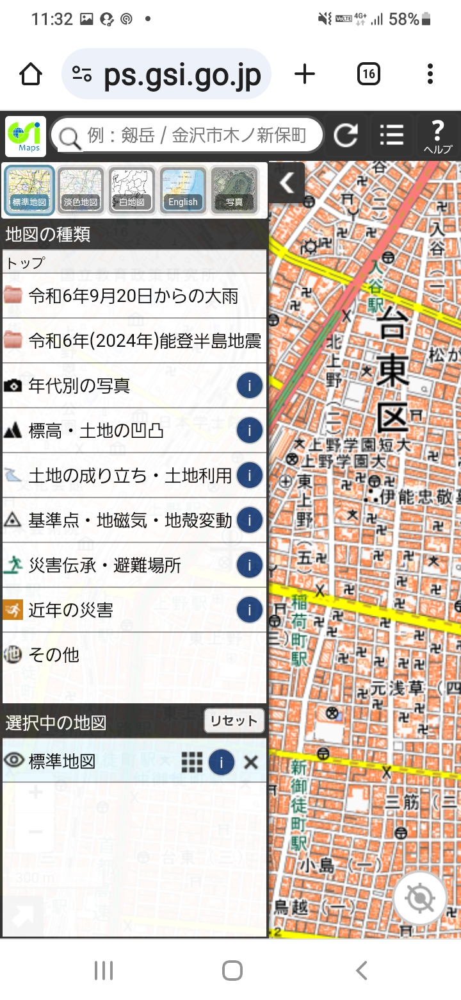 11:32
VoLTE 4G+ 58%
ps.gsi.go.jp
16
GSI
Maps
例：剱岳 / 金沢市木ノ新保町
?
ヘルプ
標準地図
淡色地図
白地図
English
写真
地図の種類
トップ
令和6年9月20日からの大雨
令和6年(2024年)能登半島地震
年代別の写真
i
標高・土地の凹凸
i
土地の成り立ち・土地利用
i
基準点・地磁気・地殻変動
i
災害伝承・避難場所
i
近年の災害
i
その他
選択中の地図
リセット
標準地図
i
300 m
谷
(二)
入谷
(一)
入谷駅
台東区
北上野
(二)
松が
上野学園短大
上野学園大
東上野
(五)
伊能忠敬墓
稲荷町駅
三)
元浅草 (四
新御徒町駅
三筋 (三
小島 (一)
鳥越 (一)
2